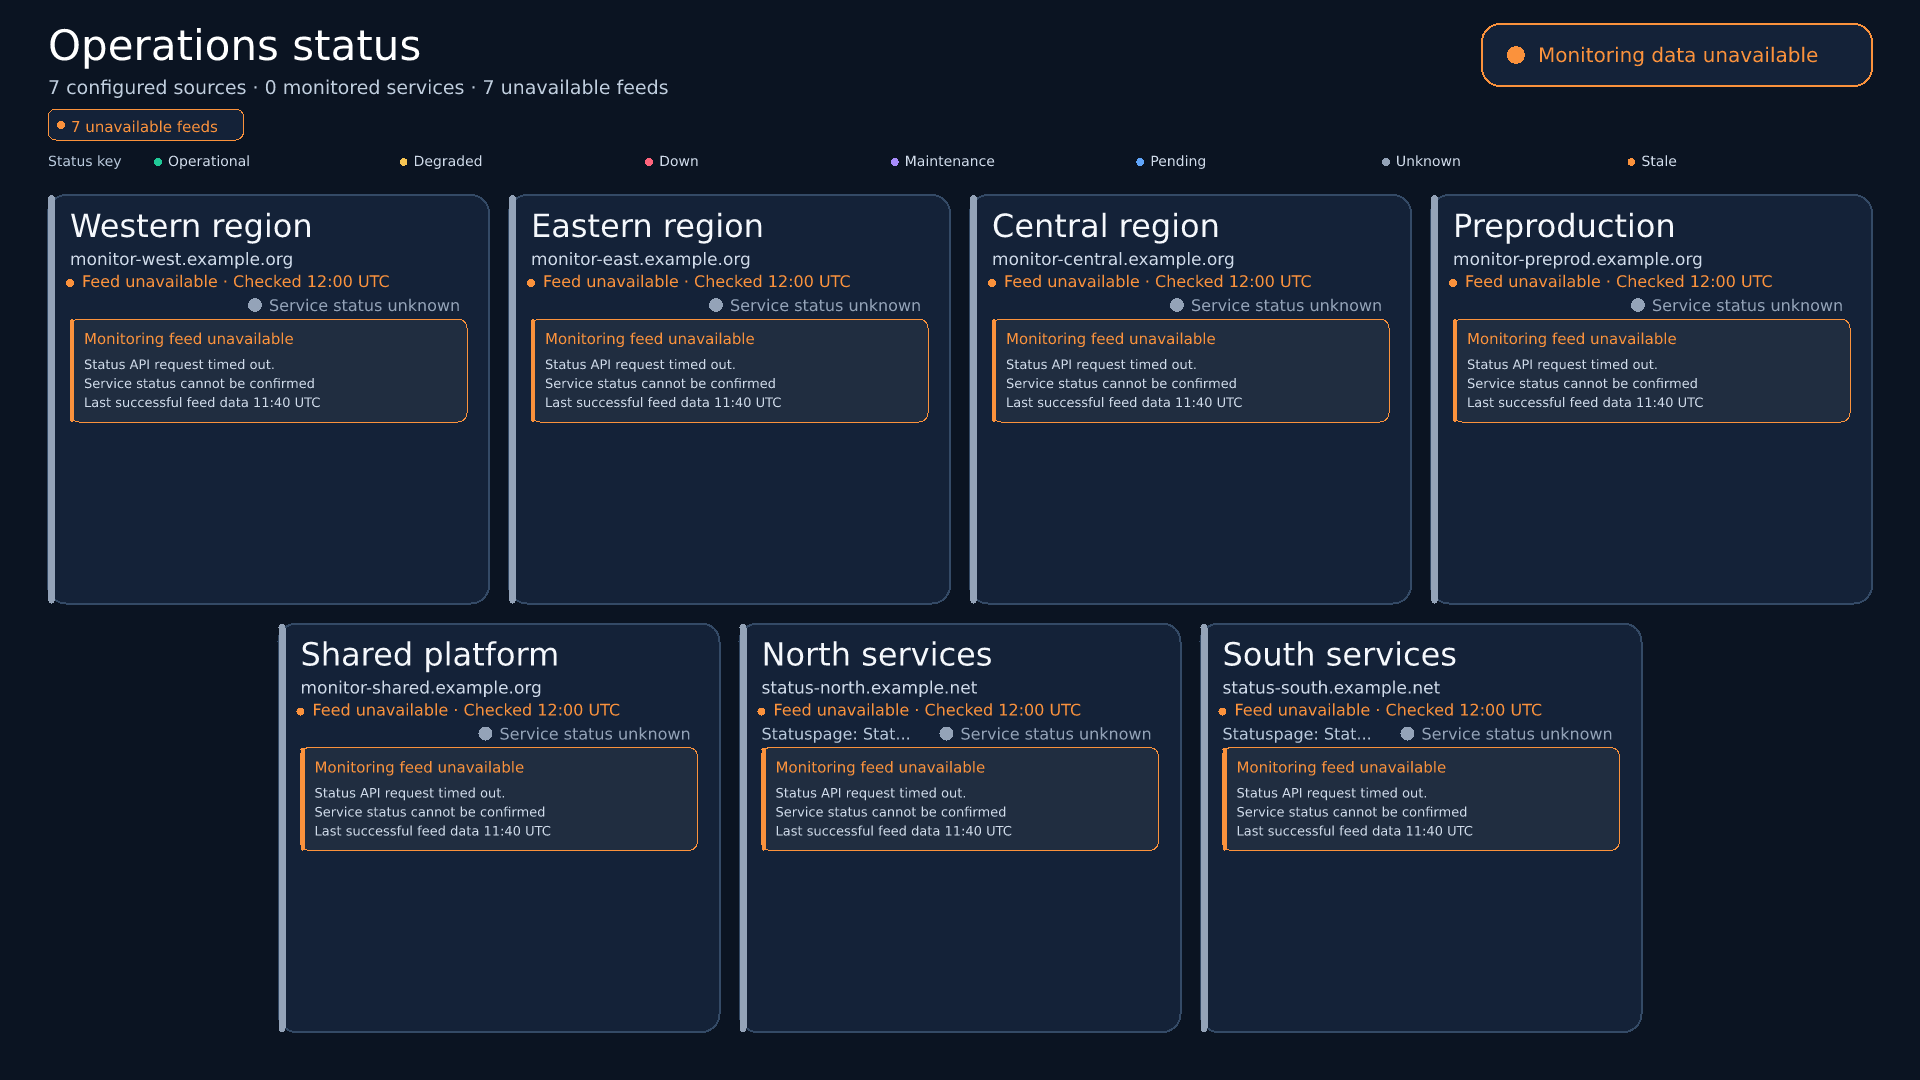 Operations status
Monitoring data unavailable
7 configured sources · 0 monitored services · 7 unavailable feeds
7 unavailable feeds
Status key Operational Degraded Down Maintenance Pending Unknown Stale
Western region
monitor-west.example.org
Feed unavailable · Checked 12:00 UTC
Service status unknown
Monitoring feed unavailable
Status API request timed out.
Service status cannot be confirmed
Last successful feed data 11:40 UTC
Eastern region
monitor-east.example.org
Feed unavailable · Checked 12:00 UTC
Service status unknown
Monitoring feed unavailable
Status API request timed out.
Service status cannot be confirmed
Last successful feed data 11:40 UTC
Central region
monitor-central.example.org
Feed unavailable · Checked 12:00 UTC
Service status unknown
Monitoring feed unavailable
Status API request timed out.
Service status cannot be confirmed
Last successful feed data 11:40 UTC
Preproduction
monitor-preprod.example.org
Feed unavailable · Checked 12:00 UTC
Service status unknown
Monitoring feed unavailable
Status API request timed out.
Service status cannot be confirmed
Last successful feed data 11:40 UTC
Shared platform
monitor-shared.example.org
Feed unavailable · Checked 12:00 UTC
Service status unknown
Monitoring feed unavailable
Status API request timed out.
Service status cannot be confirmed
Last successful feed data 11:40 UTC
North services
status-north.example.net
Feed unavailable · Checked 12:00 UTC
Statuspage: Stat... Service status unknown
Monitoring feed unavailable
Status API request timed out.
Service status cannot be confirmed
Last successful feed data 11:40 UTC
South services
status-south.example.net
Feed unavailable · Checked 12:00 UTC
Statuspage: Stat... Service status unknown
Monitoring feed unavailable
Status API request timed out.
Service status cannot be confirmed
Last successful feed data 11:40 UTC